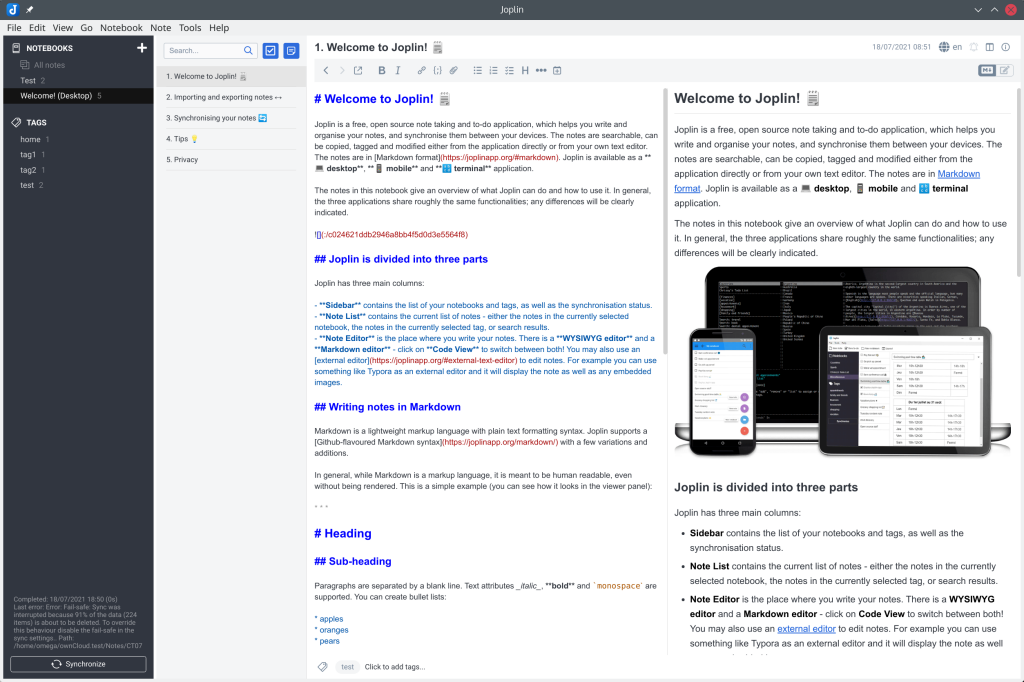 Joplin
File Edit View Go Notebook Note Tools Help
NOTEBOOKS
All notes
Test 2
Welcome! (Desktop) 5
TAGS
home 1
tag1 1
tag2 1
test 2
Completed: 18/07/2021 18:50 (0s)
Last error: Error: Fail-safe: Sync was
interrupted because 91% of the data (224
items) is about to be deleted. To override
this behaviour disable the fail-safe in the
sync settings.. Path:
/home/omega/ownCloud.test/Notes/CT07
Synchronize
Search...
1. Welcome to Joplin! 🗒️
2. Importing and exporting notes ↔
3. Synchronising your notes 🔄
4. Tips 💡
5. Privacy
1. Welcome to Joplin! 🗒️
18/07/2021 08:51 en
# Welcome to Joplin! 🗒️
Joplin is a free, open source note taking and to-do application, which helps you write and
organise your notes, and synchronise them between your devices. The notes are searchable, can
be copied, tagged and modified either from the application directly or from your own text editor.
The notes are in [Markdown format](https://joplinapp.org/#markdown). Joplin is available as a **
💻 desktop**, **📱 mobile** and **🔡 terminal** application.
The notes in this notebook give an overview of what Joplin can do and how to use it. In general,
the three applications share roughly the same functionalities; any differences will be clearly
indicated.
![](:/c024621ddb2946a8bb4f5d0d3e5564f8)
## Joplin is divided into three parts
Joplin has three main columns:
- **Sidebar** contains the list of your notebooks and tags, as well as the synchronisation status.
- **Note List** contains the current list of notes - either the notes in the currently selected
notebook, the notes in the currently selected tag, or search results.
- **Note Editor** is the place where you write your notes. There is a **WYSIWYG editor** and a
**Markdown editor** - click on **Code View** to switch between both! You may also use an
[external editor](https://joplinapp.org/#external-text-editor) to edit notes. For example you can use
something like Typora as an external editor and it will display the note as well as any embedded
images.
## Writing notes in Markdown
Markdown is a lightweight markup language with plain text formatting syntax. Joplin supports a
[Github-flavoured Markdown syntax](https://joplinapp.org/markdown/) with a few variations and
additions.
In general, while Markdown is a markup language, it is meant to be human readable, even
without being rendered. This is a simple example (you can see how it looks in the viewer panel):
* * *
# Heading
## Sub-heading
Paragraphs are separated by a blank line. Text attributes _italic_, **bold** and `monospace` are
supported. You can create bullet lists:
* apples
* oranges
* pears
test Click to add tags...
Welcome to Joplin! 🗒️
Joplin is a free, open source note taking and to-do application, which helps you
write and organise your notes, and synchronise them between your devices. The
notes are searchable, can be copied, tagged and modified either from the
application directly or from your own text editor. The notes are in Markdown
format. Joplin is available as a 💻 desktop, 📱 mobile and 🔡 terminal
application.
The notes in this notebook give an overview of what Joplin can do and how to use
it. In general, the three applications share roughly the same functionalities; any
differences will be clearly indicated.
Joplin is divided into three parts
Joplin has three main columns:
• Sidebar contains the list of your notebooks and tags, as well as the
synchronisation status.
• Note List contains the current list of notes - either the notes in the currently
selected notebook, the notes in the currently selected tag, or search results.
• Note Editor is the place where you write your notes. There is a WYSIWYG
editor and a Markdown editor - click on Code View to switch between both!
You may also use an external editor to edit notes. For example you can use
something like Typora as an external editor and it will display the note as well